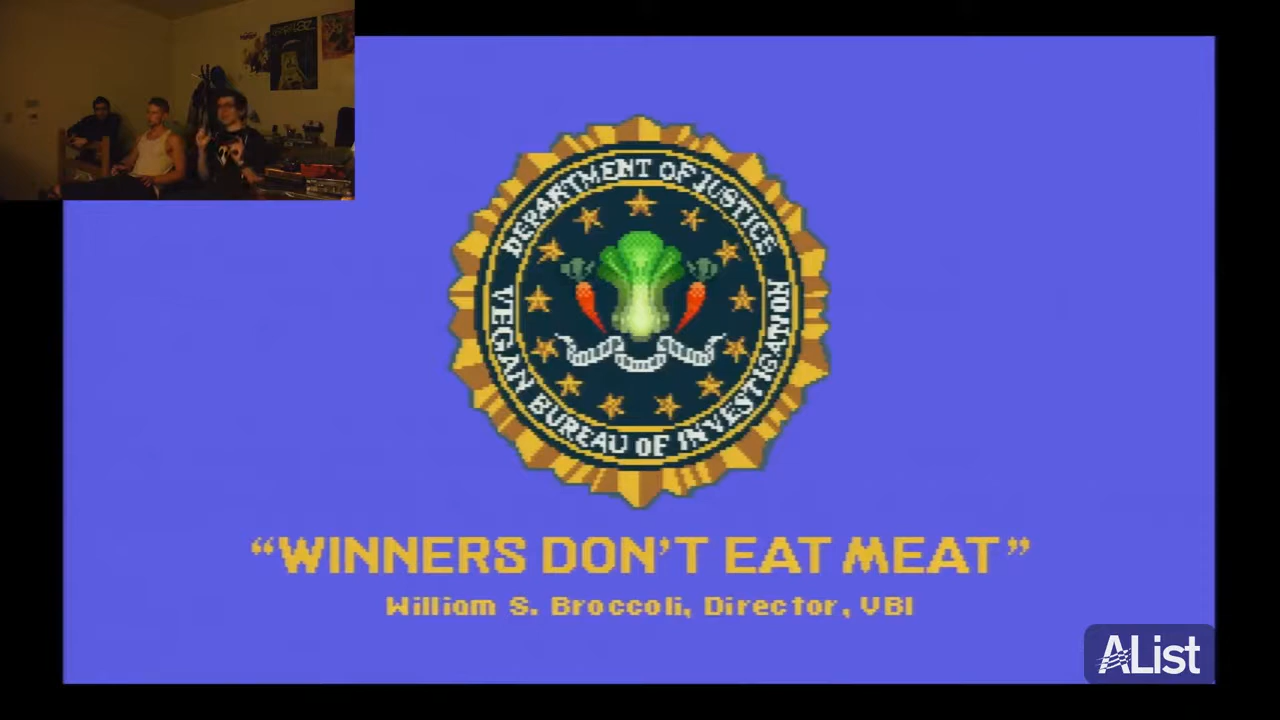 DEPARTMENT OF JUSTICE
VEGAN BUREAU OF INVESTIGATION
“WINNERS DON’T EAT MEAT”
William S. Broccoli, Director, VBI
AList